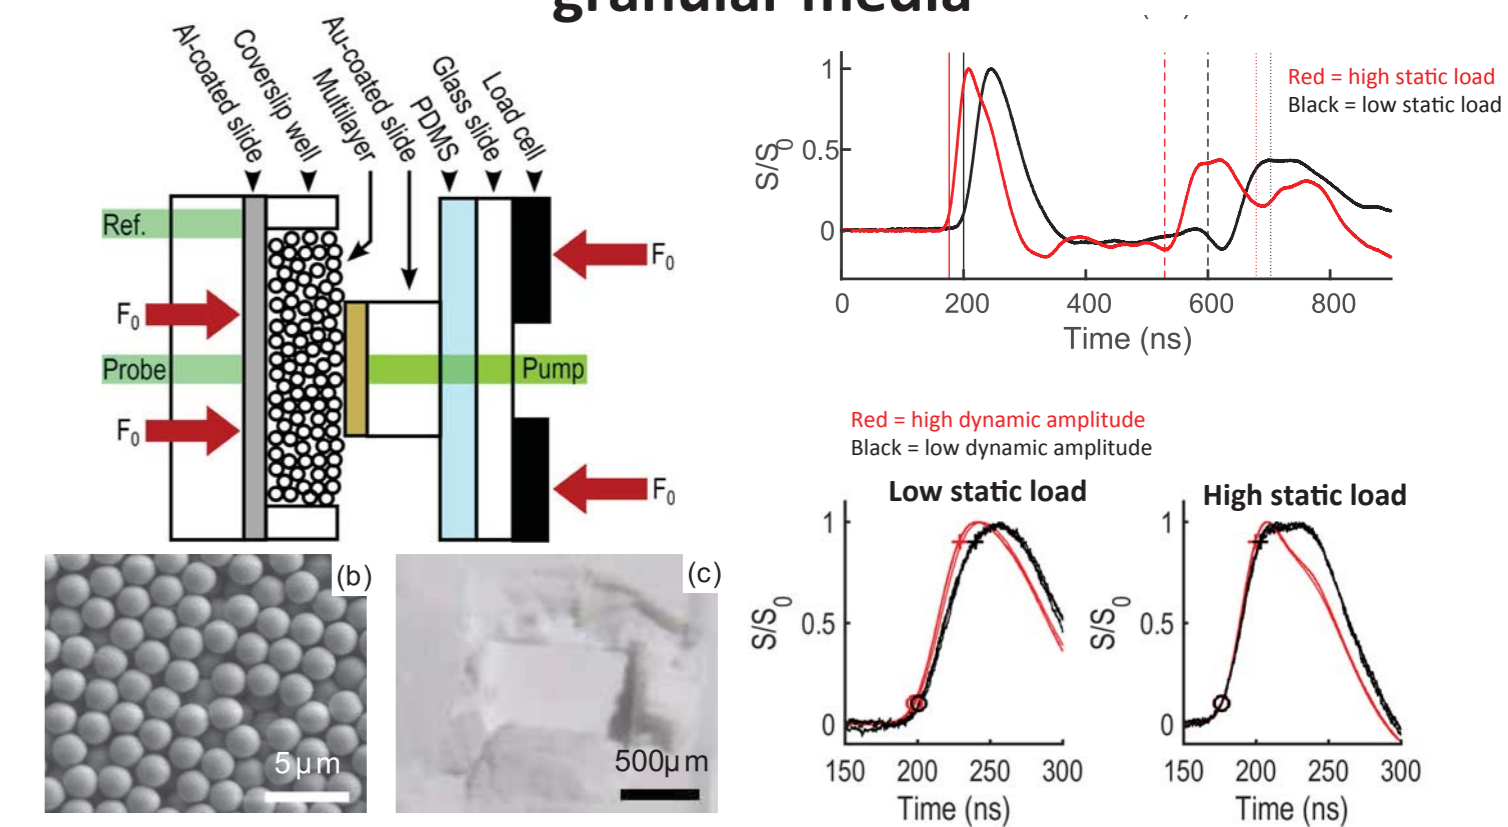 granular media
Al-coated slide
Coverslip well
Multilayer
Au-coated slide
PDMS
Glass slide
Load cell
Ref.
F0
F0
Probe
Pump
F0
F0
(b)
5μm
(c)
500μm
Red = high static load
Black = low static load
S/S0
1
0.5
0
0 200 400 600 800
Time (ns)
Red = high dynamic amplitude
Black = low dynamic amplitude
Low static load
S/S0
1
0.5
0
150 200 250 300
Time (ns)
High static load
S/S0
1
0.5
0
150 200 250 300
Time (ns)